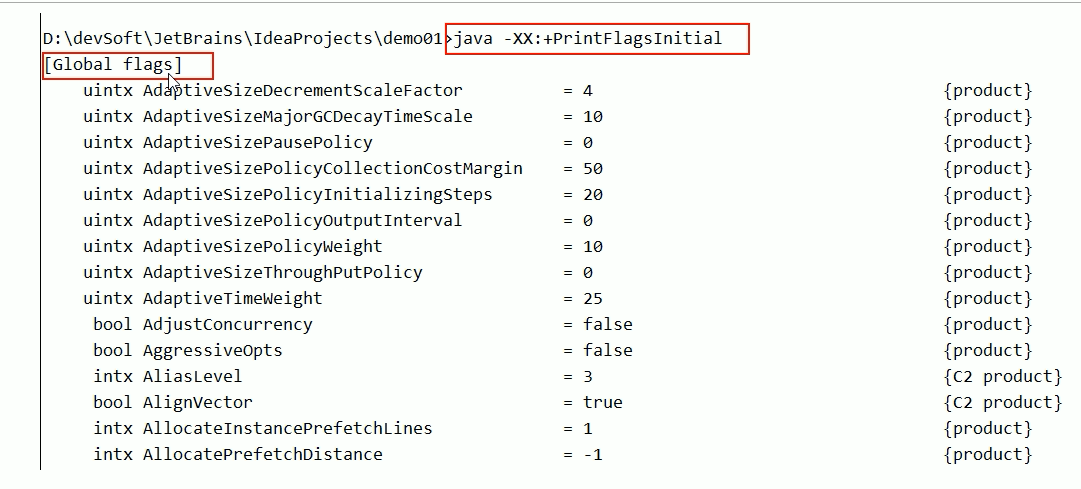 D:\devSoft\JetBrains\IdeaProjects\demo01>java -XX:+PrintFlagsInitial
[Global flags]
uintx AdaptiveSizeDecrementScaleFactor = 4 {product}
uintx AdaptiveSizeMajorGCDecayTimeScale = 10 {product}
uintx AdaptiveSizePausePolicy = 0 {product}
uintx AdaptiveSizePolicyCollectionCostMargin = 50 {product}
uintx AdaptiveSizePolicyInitializingSteps = 20 {product}
uintx AdaptiveSizePolicyOutputInterval = 0 {product}
uintx AdaptiveSizePolicyWeight = 10 {product}
uintx AdaptiveSizeThroughPutPolicy = 0 {product}
uintx AdaptiveTimeWeight = 25 {product}
bool AdjustConcurrency = false {product}
bool AggressiveOpts = false {product}
intx AliasLevel = 3 {C2 product}
bool AlignVector = true {C2 product}
intx AllocateInstancePrefetchLines = 1 {product}
intx AllocatePrefetchDistance = -1 {product}